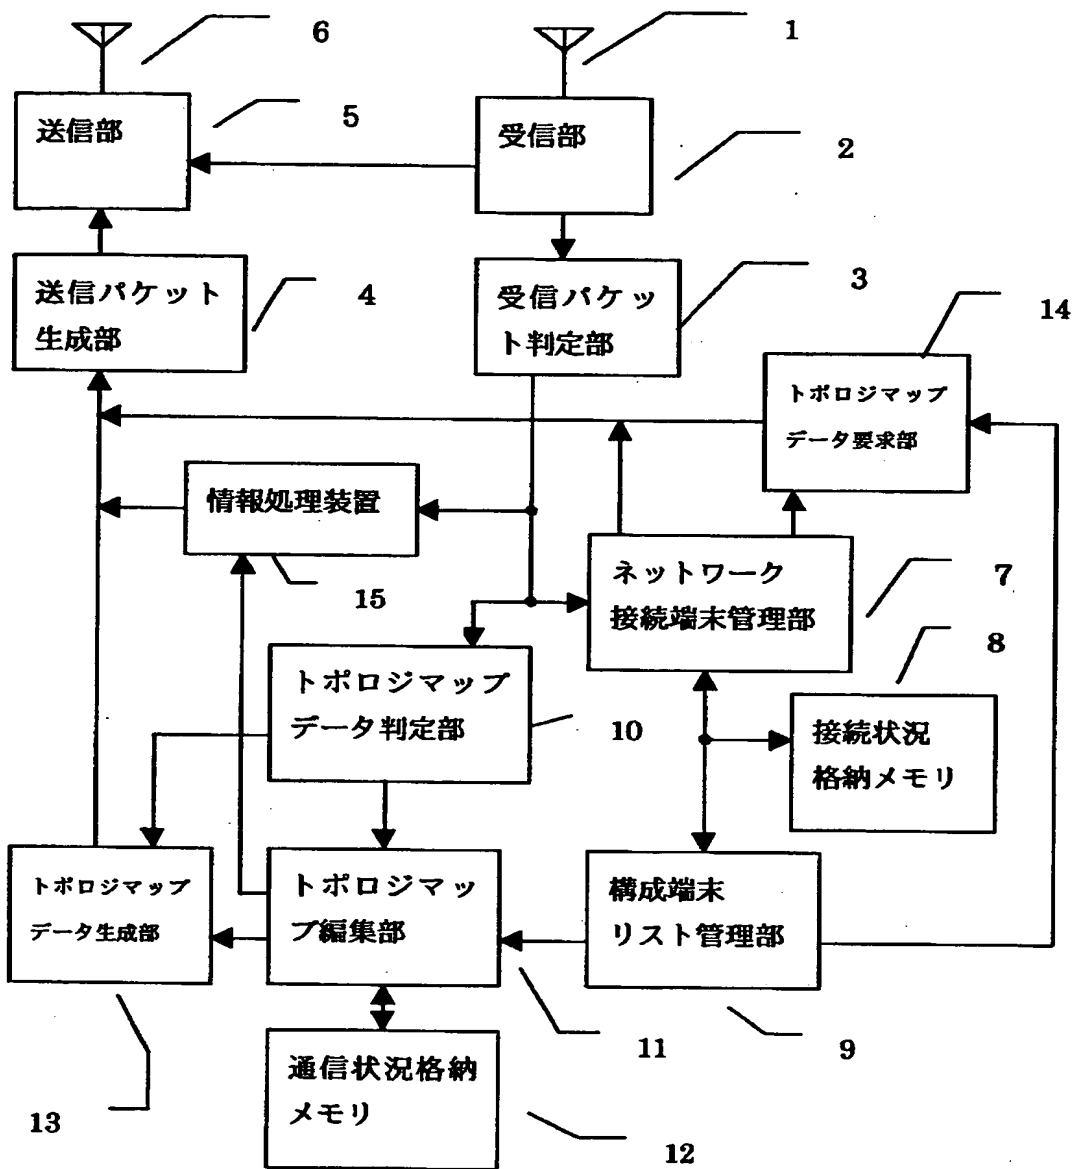 6
1
送信部
5
受信部
2
送信パケット
生成部
4
受信パケッ
ト判定部
3
14
トポロジマップ
データ要求部
情報処理装置
15
ネットワーク
接続端末管理部
7
8
トポロジマップ
データ判定部
10
接続状況
格納メモリ
トポロジマップ
データ生成部
トポロジマッ
プ編集部
構成端末
リスト管理部
11
9
13
通信状況格納
メモリ
12